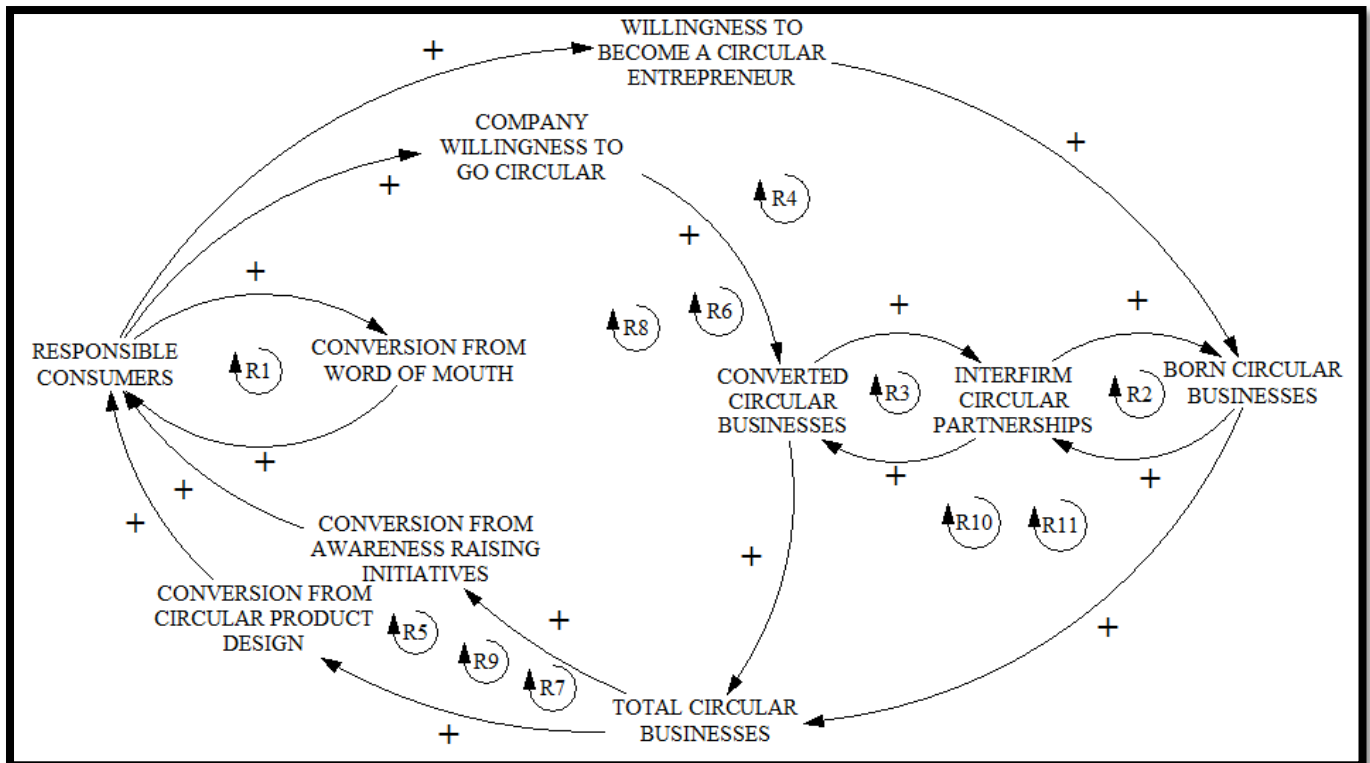 WILLINGNESS TO
BECOME A CIRCULAR
ENTREPRENEUR
+
COMPANY
WILLINGNESS TO
GO CIRCULAR
+
+
R4
+
+
R8
R6
+
+
RESPONSIBLE
CONSUMERS
R1
CONVERSION FROM
WORD OF MOUTH
CONVERTED
CIRCULAR
BUSINESSES
R3
INTERFIRM
CIRCULAR
PARTNERSHIPS
R2
BORN CIRCULAR
BUSINESSES
+
+
+
+
+
R10
R11
CONVERSION FROM
AWARENESS RAISING
INITIATIVES
+
CONVERSION FROM
CIRCULAR PRODUCT
DESIGN
R5
R9
R7
+
+
TOTAL CIRCULAR
BUSINESSES
+